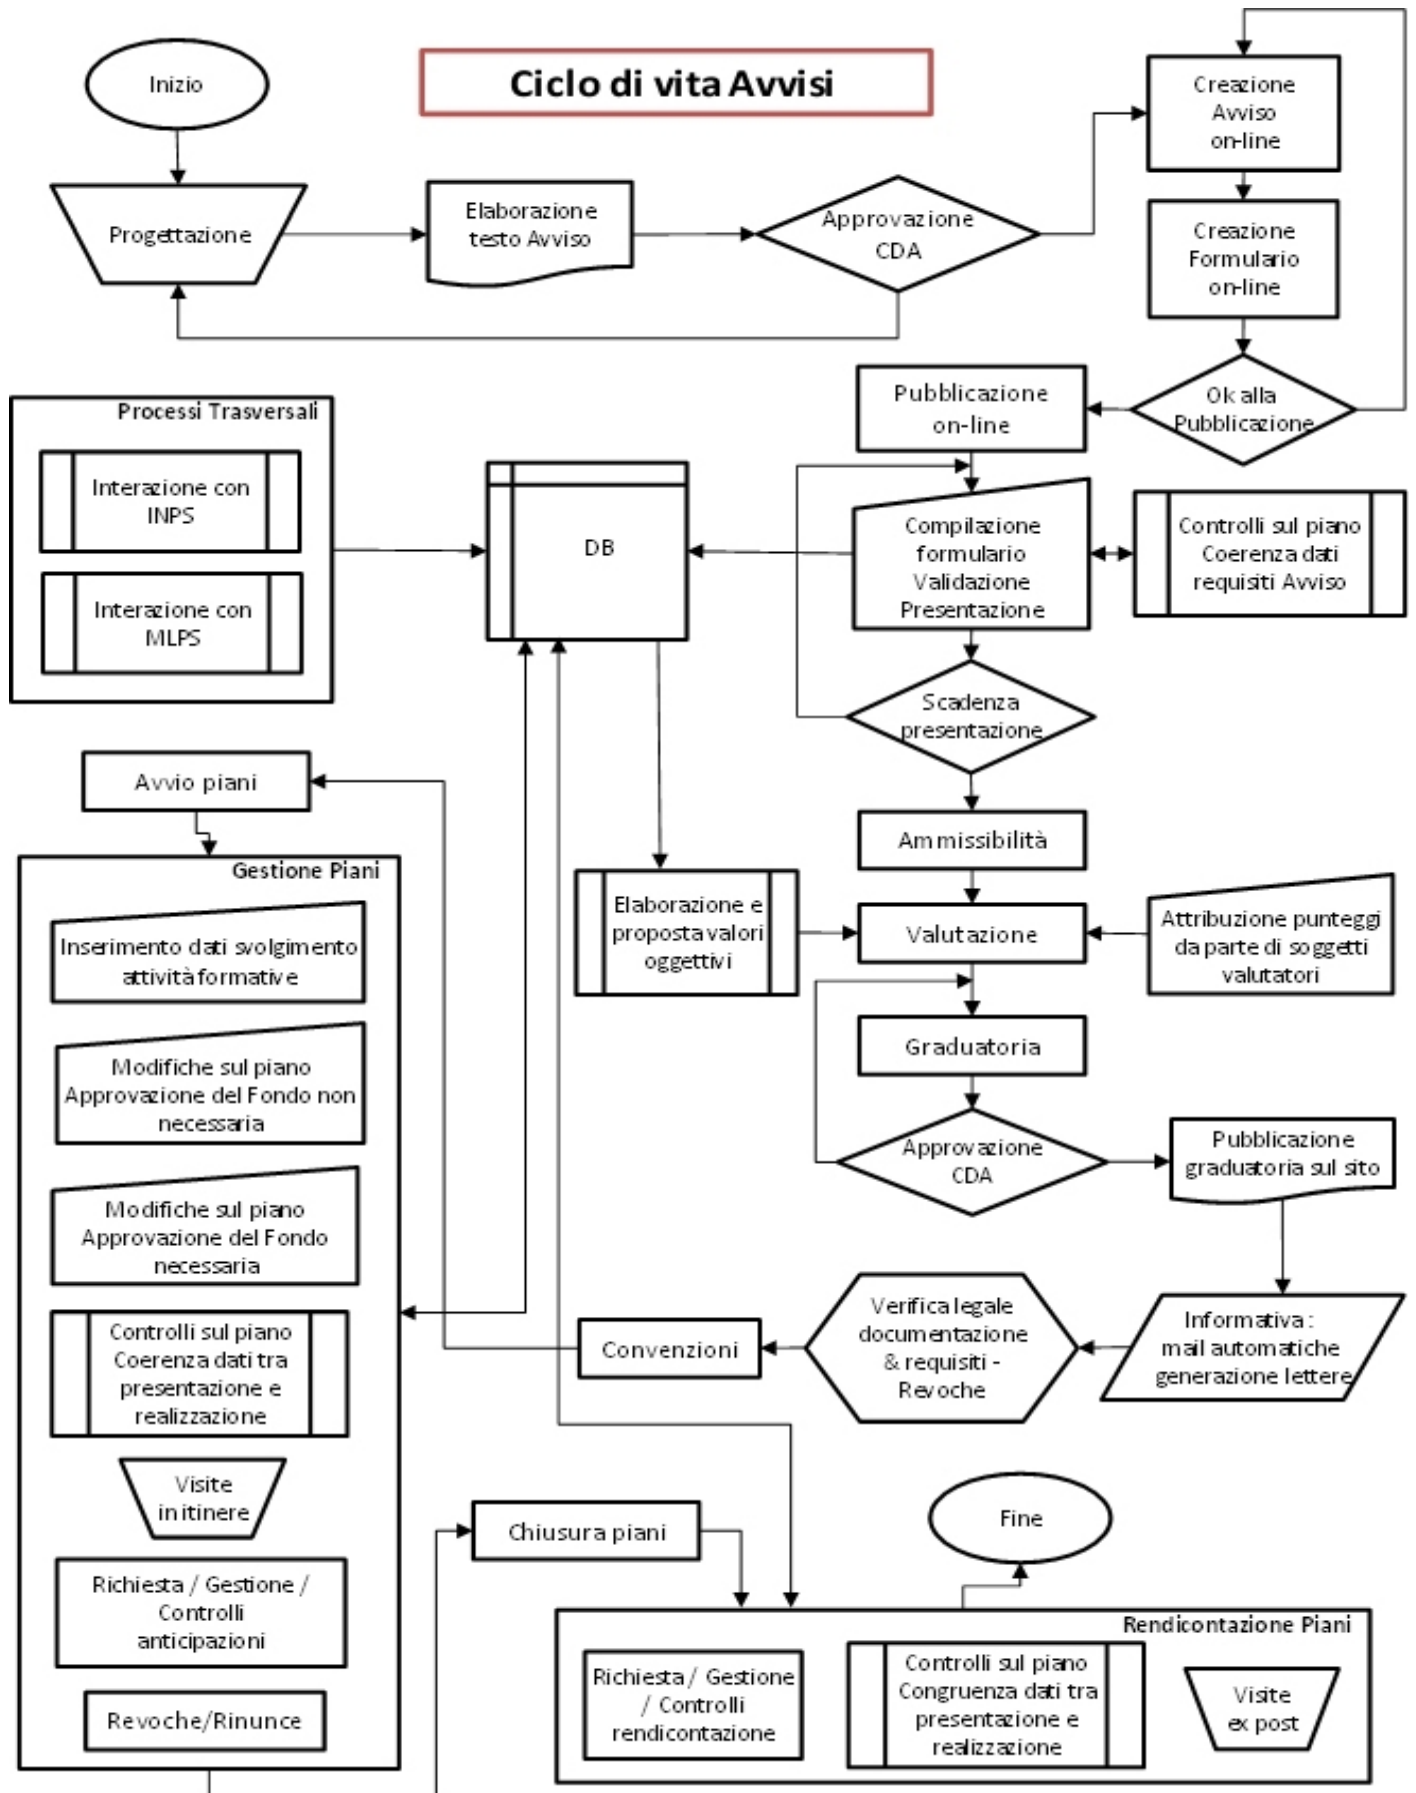 Inizio
Ciclo di vita Avvisi
Creazione
Avviso
on-line
Progettazione
Elaborazione
testo Avviso
Approvazione
CDA
Creazione
Formulario
on-line
Ok alla
Pubblicazione
Pubblicazione
on-line
Processi Trasversali
Interazione con
INPS
Interazione con
MLPS
DB
Compilazione
formulario
Validazione
Presentazione
Controlli sul piano
Coerenza dati
requisiti Avviso
Scadenza
presentazione
Avvio piani
Ammissibilità
Gestione Piani
Elaborazione e
proposta valori
oggettivi
Valutazione
Attribuzione punteggi
da parte di soggetti
valutatori
Inserimento dati svolgimento
attività formative
Graduatoria
Modifiche sul piano
Approvazione del Fondo non
necessaria
Approvazione
CDA
Pubblicazione
graduatoria sul sito
Modifiche sul piano
Approvazione del Fondo
necessaria
Verifica legale
documentazione
& requisiti -
Revoche
Informativa :
mail automatiche
generazione lettere
Convenzioni
Controlli sul piano
Coerenza dati tra
presentazione e
realizzazione
Visite
in itinere
Chiusura piani
Fine
Richiesta / Gestione /
Controlli
anticipazioni
Revoche/Rinunce
Rendicontazione Piani
Richiesta / Gestione
/ Controlli
rendicontazione
Controlli sul piano
Congruenza dati tra
presentazione e
realizzazione
Visite
ex post